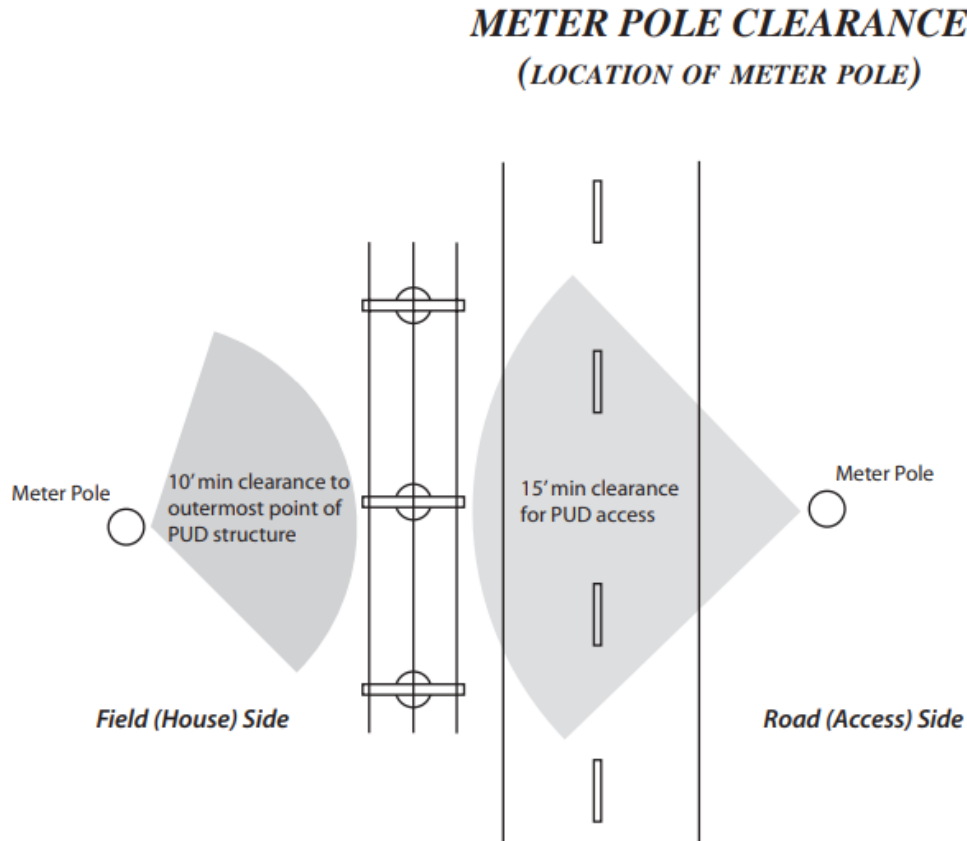 METER POLE CLEARANCE
(LOCATION OF METER POLE)
Meter Pole
10’ min clearance to
outermost point of
PUD structure
15’ min clearance
for PUD access
Meter Pole
Field (House) Side
Road (Access) Side